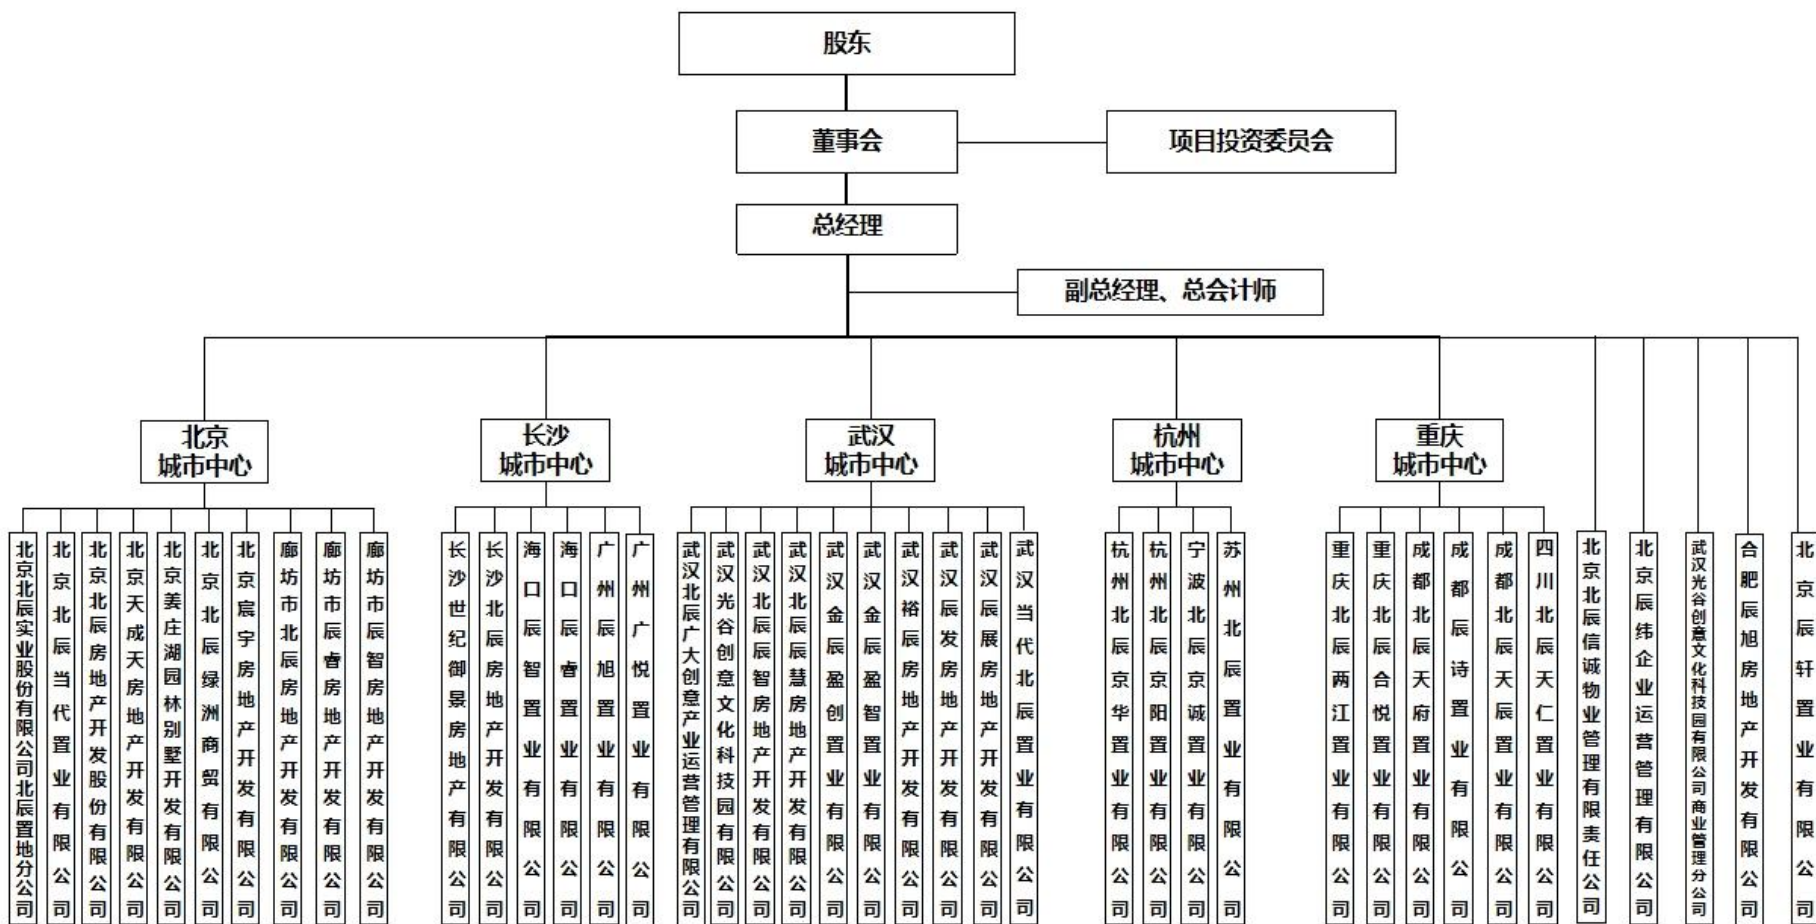 股东
董事会
项目投资委员会
总经理
副总经理、总会计师
北京
城市中心
长沙
城市中心
武汉
城市中心
杭州
城市中心
重庆
城市中心
北京北辰实业股份有限公司北辰置地分公司
北京北辰当代置业有限公司
北京北辰房地产开发股份有限公司
北京天成天房地产开发有限公司
北京姜庄湖园林别墅开发有限公司
北京北辰绿洲商贸有限公司
北京宸宇房地产开发有限公司
廊坊市北辰房地产开发有限公司
廊坊市辰睿房地产开发有限公司
廊坊市辰智房地产开发有限公司
长沙世纪御景房地产有限公司
长沙北辰房地产开发有限公司
海口辰智置业有限公司
海口辰睿置业有限公司
广州辰旭置业有限公司
广州广悦置业有限公司
武汉北辰广大创意产业运营管理有限公司
武汉光谷创意文化科技园有限公司
武汉北辰辰智房地产开发有限公司
武汉北辰辰慧房地产开发有限公司
武汉金辰盈创置业有限公司
武汉金辰盈智置业有限公司
武汉裕辰房地产开发有限公司
武汉辰发房地产开发有限公司
武汉辰展房地产开发有限公司
武汉当代北辰置业有限公司
杭州北辰京华置业有限公司
杭州北辰京阳置业有限公司
宁波北辰京诚置业有限公司
苏州北辰置业有限公司
重庆北辰两江置业有限公司
重庆北辰合悦置业有限公司
成都北辰天府置业有限公司
成都辰诗置业有限公司
成都北辰天辰置业有限公司
四川北辰天仁置业有限公司
北京北辰信诚物业管理有限责任公司
北京辰纬企业运营管理有限公司
武汉光谷创意文化科技园有限公司商业管理分公司
合肥辰旭房地产开发有限公司
北京辰轩置业有限公司